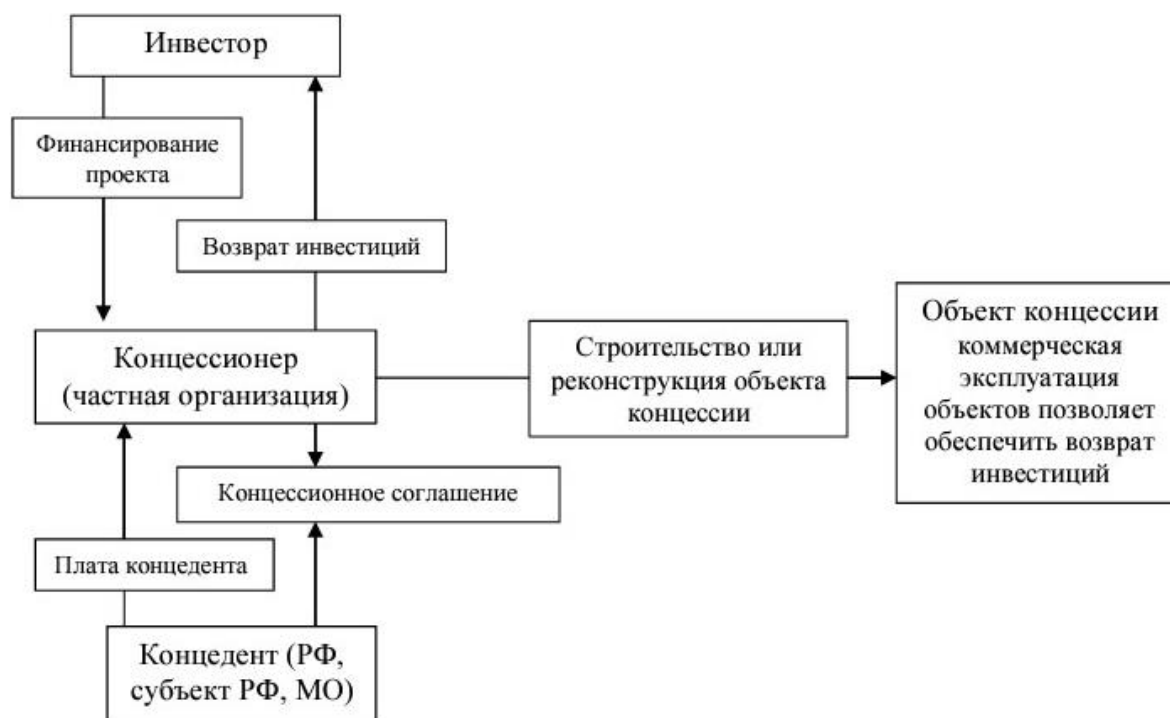 Инвестор
Финансирование
проекта
Возврат инвестиций
Концессионер
(частная организация)
Строительство или
реконструкция объекта
концессии
Объект концессии
коммерческая
эксплуатация
объектов позволяет
обеспечить возврат
инвестиций
Концессионное соглашение
Плата концедента
Концедент (РФ,
субъект РФ, МО)